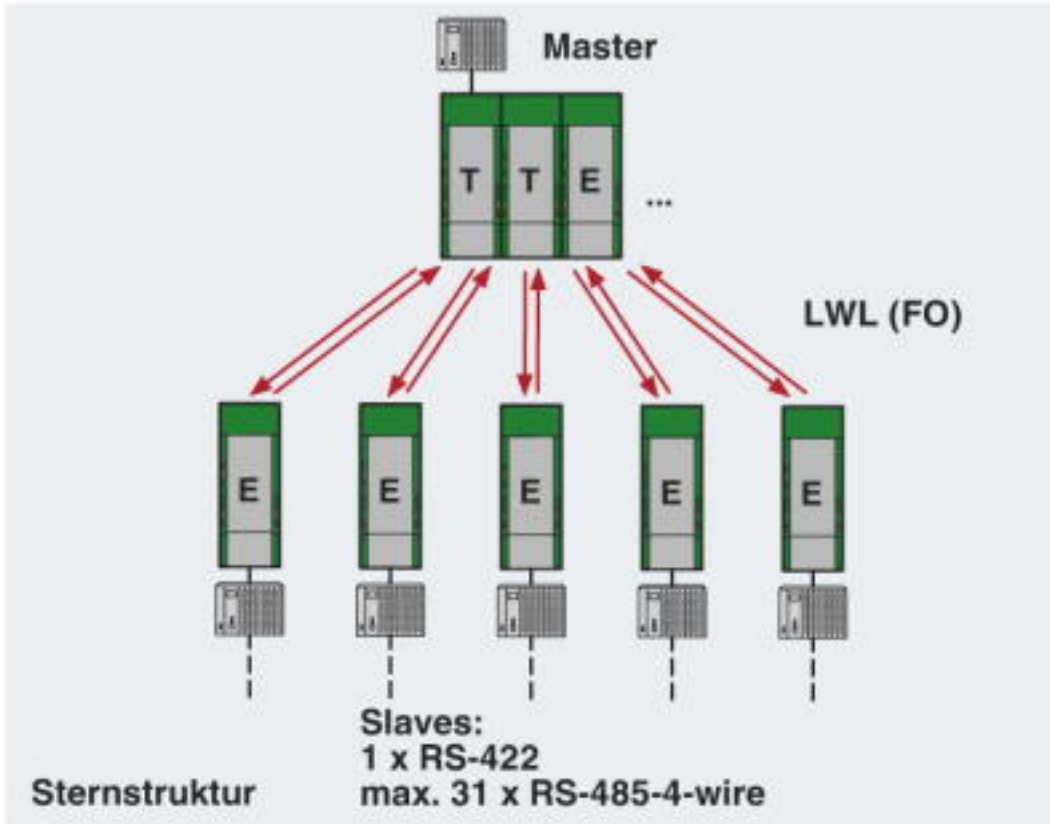 Master
T T E ...
LWL (FO)
E E E E E
Slaves:
1 x RS-422
Sternstruktur max. 31 x RS-485-4-wire